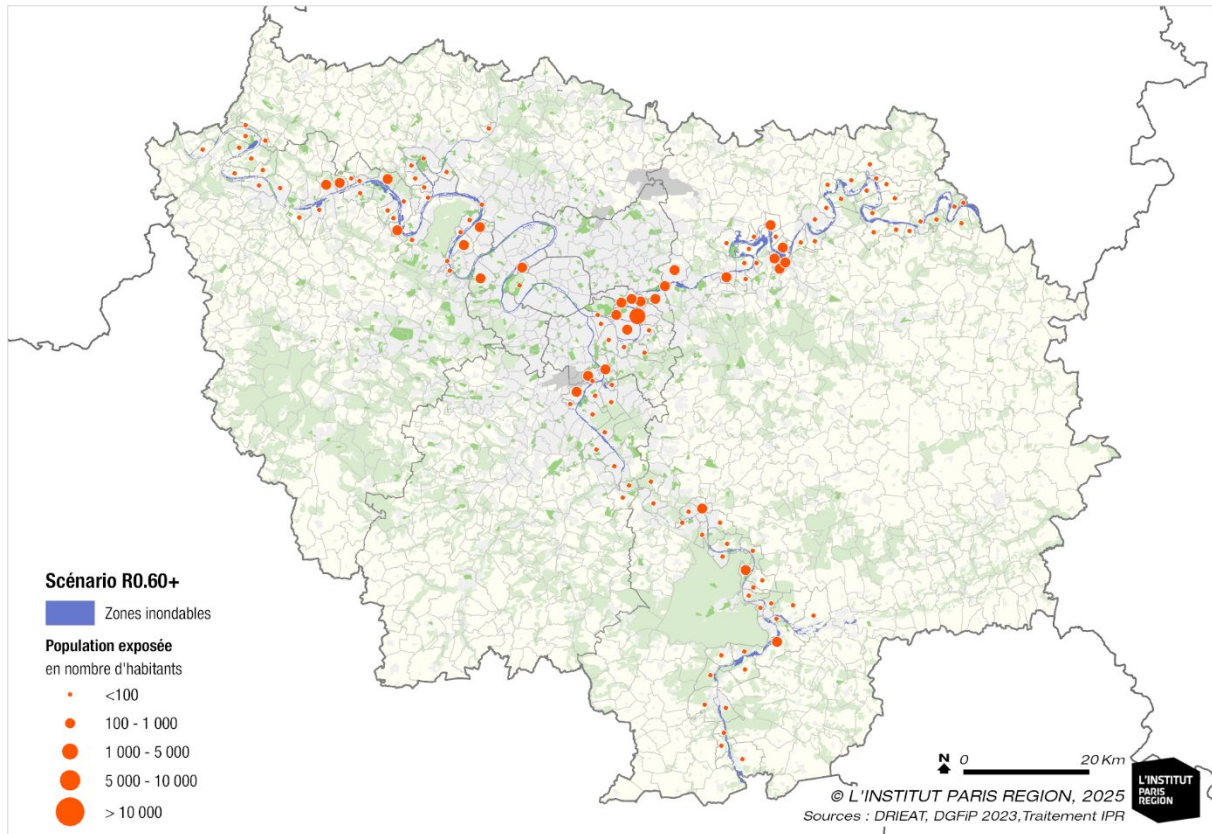 Scénario R0.60+
Zones inondables
Population exposée
en nombre d'habitants
<100
100 - 1 000
1 000 - 5 000
5 000 - 10 000
> 10 000
N 0 20 Km
© L'INSTITUT PARIS REGION, 2025
Sources : DRIEAT, DGFiP 2023,Traitement IPR
L'INSTITUT
PARIS
REGION